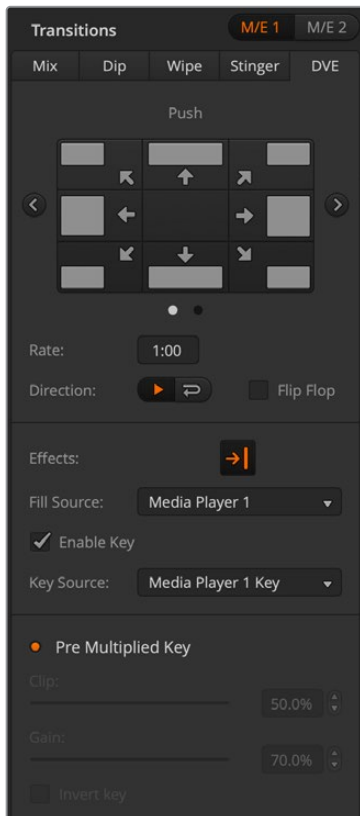 Transitions M/E 1 M/E 2
Mix Dip Wipe Stinger DVE
Push
Rate: 1:00
Direction: Flip Flop
Effects:
Fill Source: Media Player 1
Enable Key
Key Source: Media Player 1 Key
Pre Multiplied Key
Clip:
50.0%
Gain:
70.0%
Invert key